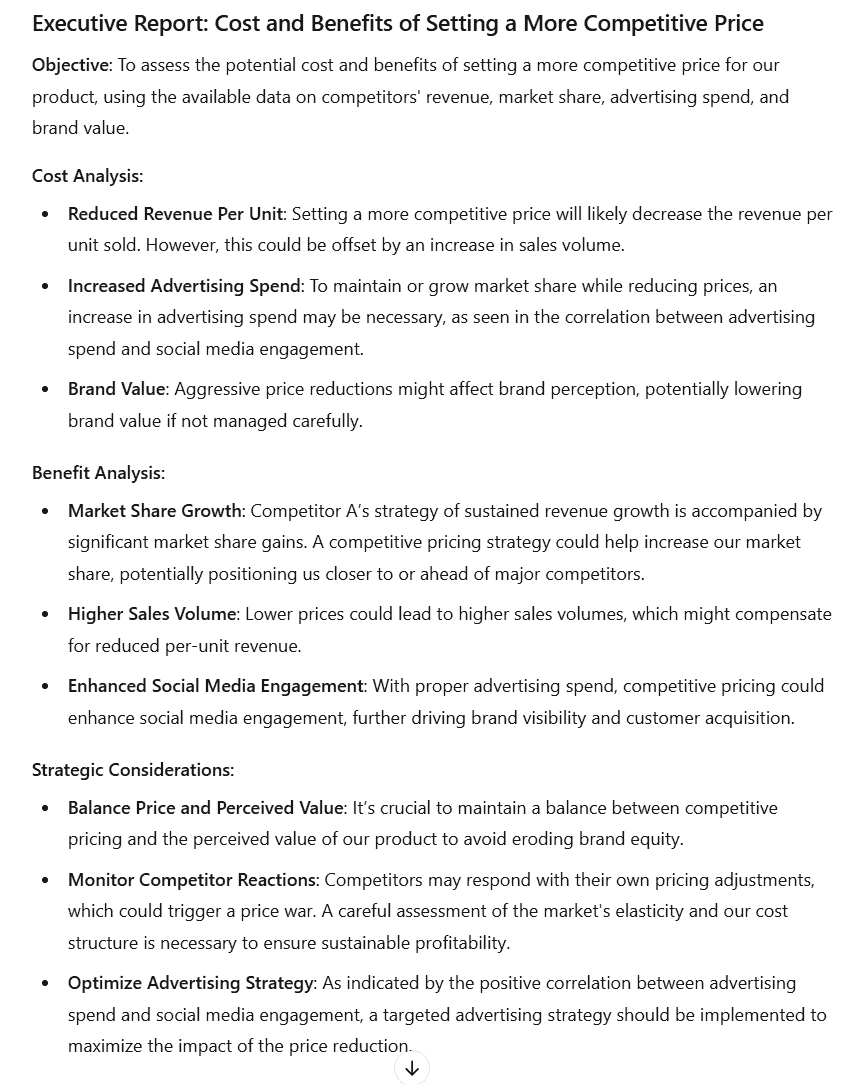 Executive Report: Cost and Benefits of Setting a More Competitive Price
Objective: To assess the potential cost and benefits of setting a more competitive price for our
product, using the available data on competitors' revenue, market share, advertising spend, and
brand value.
Cost Analysis:
• Reduced Revenue Per Unit: Setting a more competitive price will likely decrease the revenue per
unit sold. However, this could be offset by an increase in sales volume.
• Increased Advertising Spend: To maintain or grow market share while reducing prices, an
increase in advertising spend may be necessary, as seen in the correlation between advertising
spend and social media engagement.
• Brand Value: Aggressive price reductions might affect brand perception, potentially lowering
brand value if not managed carefully.
Benefit Analysis:
• Market Share Growth: Competitor A's strategy of sustained revenue growth is accompanied by
significant market share gains. A competitive pricing strategy could help increase our market
share, potentially positioning us closer to or ahead of major competitors.
• Higher Sales Volume: Lower prices could lead to higher sales volumes, which might compensate
for reduced per-unit revenue.
• Enhanced Social Media Engagement: With proper advertising spend, competitive pricing could
enhance social media engagement, further driving brand visibility and customer acquisition.
Strategic Considerations:
• Balance Price and Perceived Value: It's crucial to maintain a balance between competitive
pricing and the perceived value of our product to avoid eroding brand equity.
• Monitor Competitor Reactions: Competitors may respond with their own pricing adjustments,
which could trigger a price war. A careful assessment of the market's elasticity and our cost
structure is necessary to ensure sustainable profitability.
• Optimize Advertising Strategy: As indicated by the positive correlation between advertising
spend and social media engagement, a targeted advertising strategy should be implemented to
maximize the impact of the price reduction.